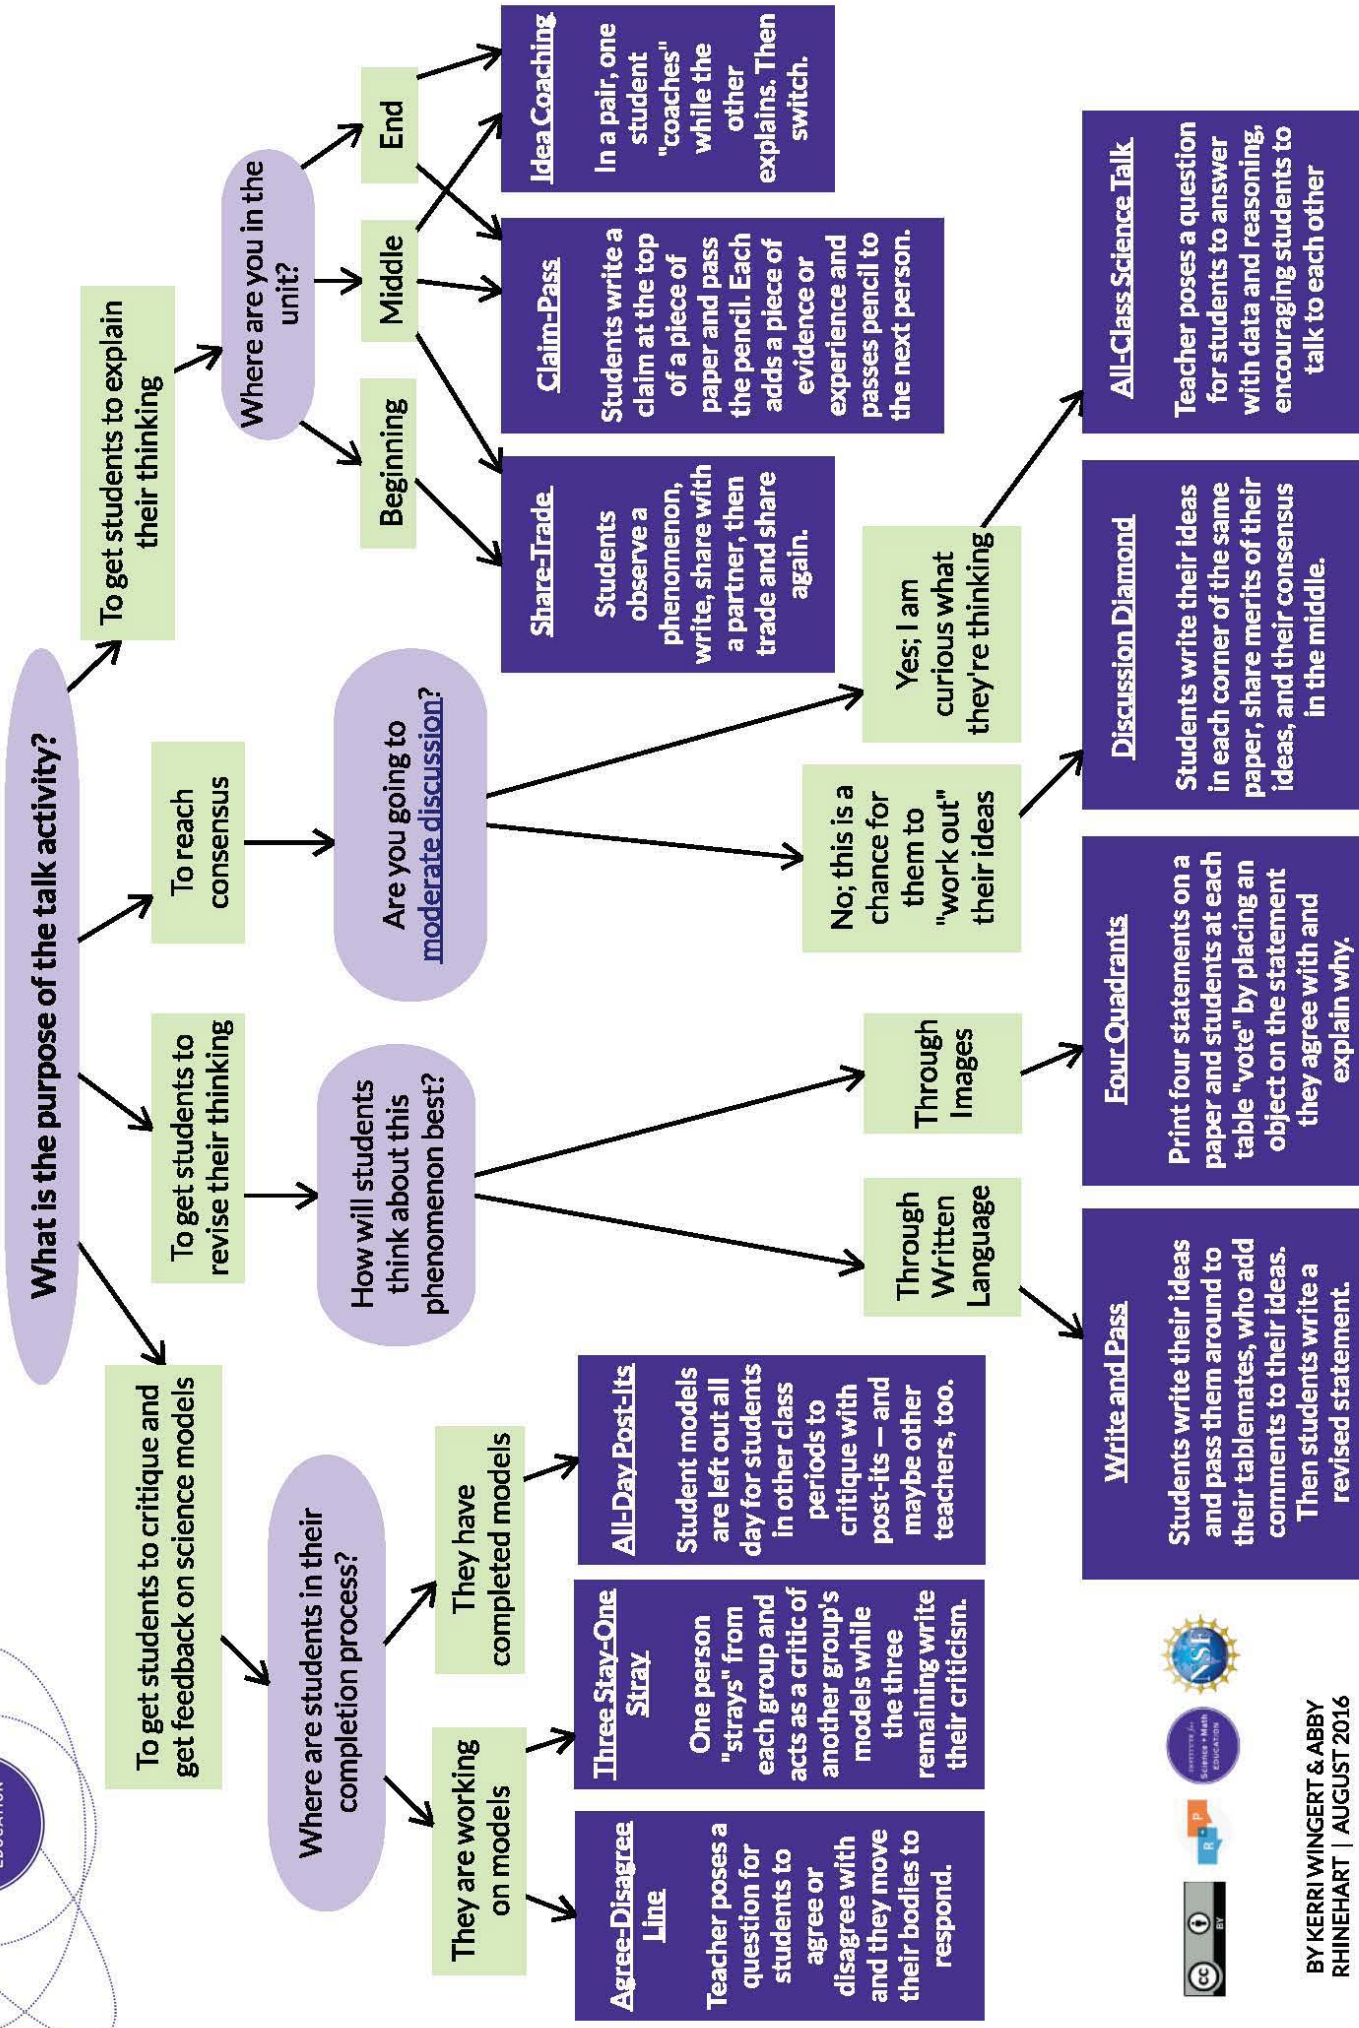 EDUCATION
What is the purpose of the talk activity?
To get students to critique and
get feedback on science models
To get students to
revise their thinking
To reach
consensus
To get students to explain
their thinking
Where are students in their
completion process?
How will students
think about this
phenomenon best?
Are you going to
moderate discussion?
Where are you in the
unit?
They are working
on models
They have
completed models
Beginning
Middle
End
Agree-Disagree
Line
Teacher poses a
question for
students to
agree or
disagree with
and they move
their bodies to
respond.
Three Stay-One
Stray
One person
"strays" from
each group and
acts as a critic of
another group's
models while
the three
remaining write
their criticism.
All-Day Post-Its
Student models
are left out all
day for students
in other class
periods to
critique with
post-its — and
maybe other
teachers, too.
Share-Trade
Students
observe a
phenomenon,
write, share with
a partner, then
trade and share
again.
Claim-Pass
Students write a
claim at the top
of a piece of
paper and pass
the pencil. Each
adds a piece of
evidence or
experience and
passes pencil to
the next person.
Idea Coaching
In a pair, one
student
"coaches"
while the
other
explains. Then
switch.
Through
Written
Language
Through
Images
No; this is a
chance for
them to
"work out"
their ideas
Yes; I am
curious what
they're thinking
Write and Pass
Students write their ideas
and pass them around to
their tablemates, who add
comments to their ideas.
Then students write a
revised statement.
Four Quadrants
Print four statements on a
paper and students at each
table "vote" by placing an
object on the statement
they agree with and
explain why.
Discussion Diamond
Students write their ideas
in each corner of the same
paper, share merits of their
ideas, and their consensus
in the middle.
All-Class Science Talk
Teacher poses a question
for students to answer
with data and reasoning,
encouraging students to
talk to each other
cc
BY
R+P
INSTITUTE for
Science + Math
EDUCATION
NSF
BY KERRI WINGERT & ABBY
RHINEHART | AUGUST 2016